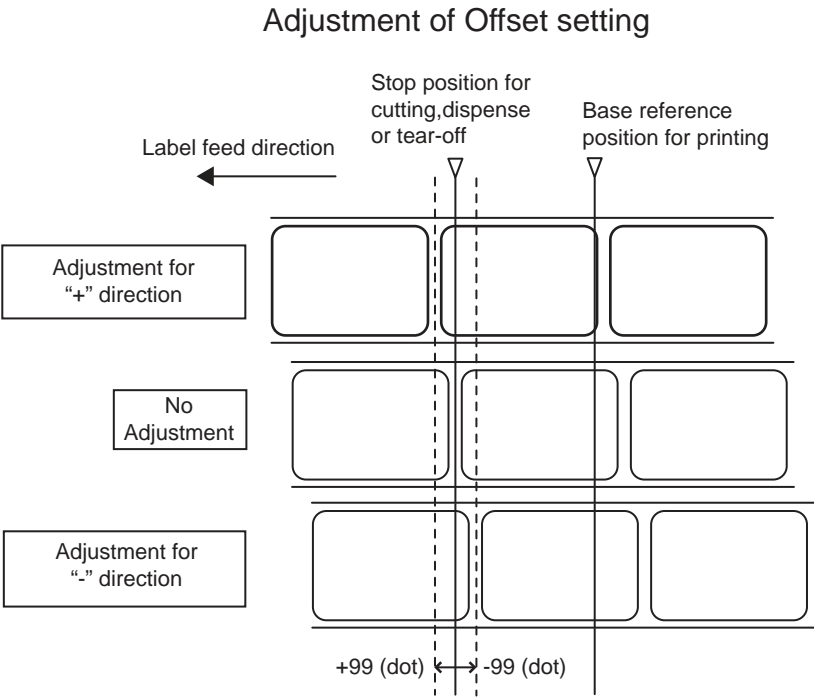 Adjustment of Offset setting
Stop position for
cutting,dispense
or tear-off
Base reference
position for printing
Label feed direction
Adjustment for
“+” direction
No
Adjustment
Adjustment for
“-” direction
+99 (dot)
-99 (dot)